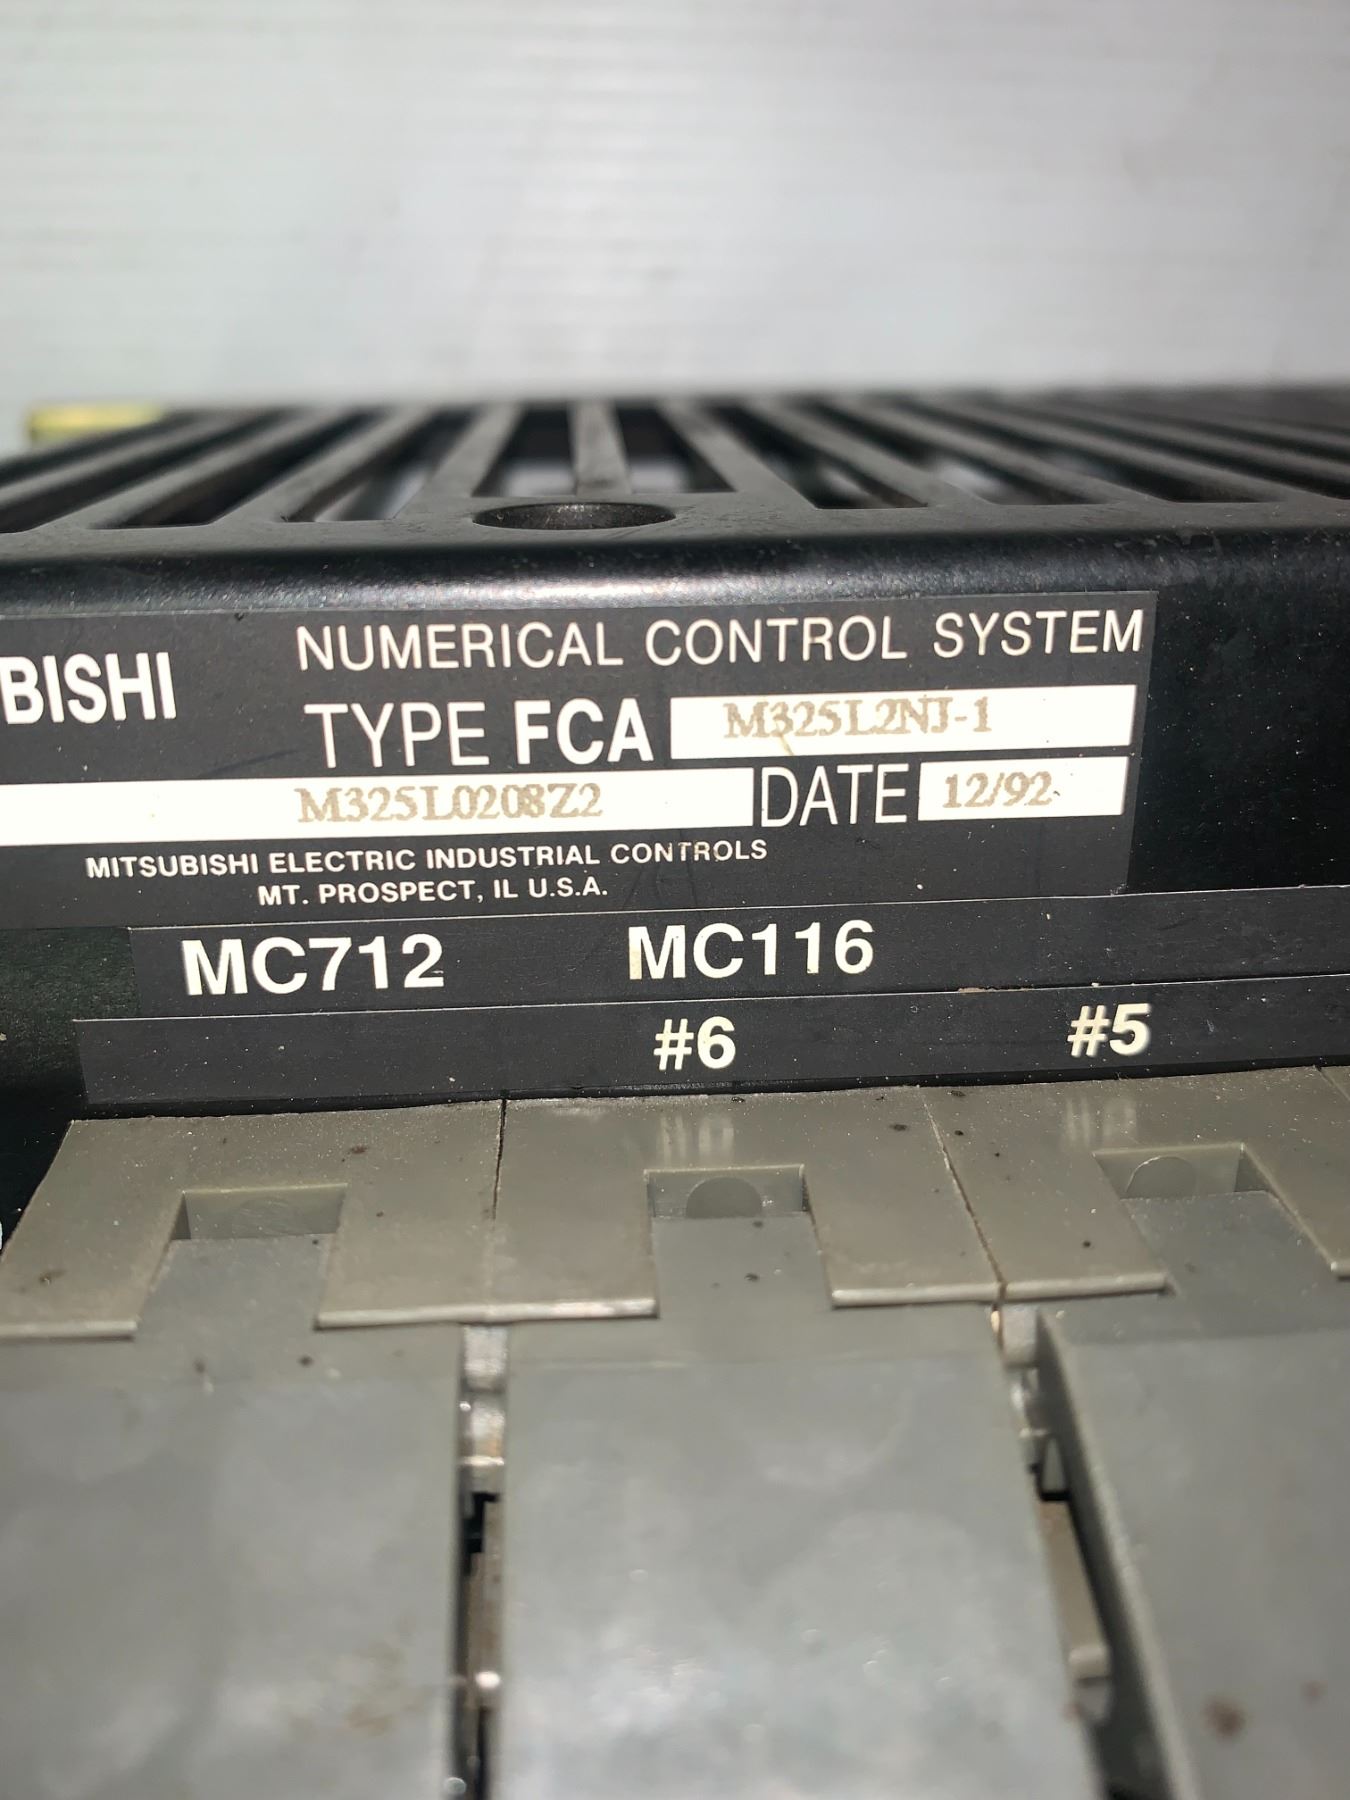 BISHI NUMERICAL CONTROL SYSTEM
TYPE FCA M325L2NJ-1
M325L0208Z2 DATE 12/92
MITSUBISHI ELECTRIC INDUSTRIAL CONTROLS
MT. PROSPECT, IL U.S.A.
MC712 MC116
#6 #5